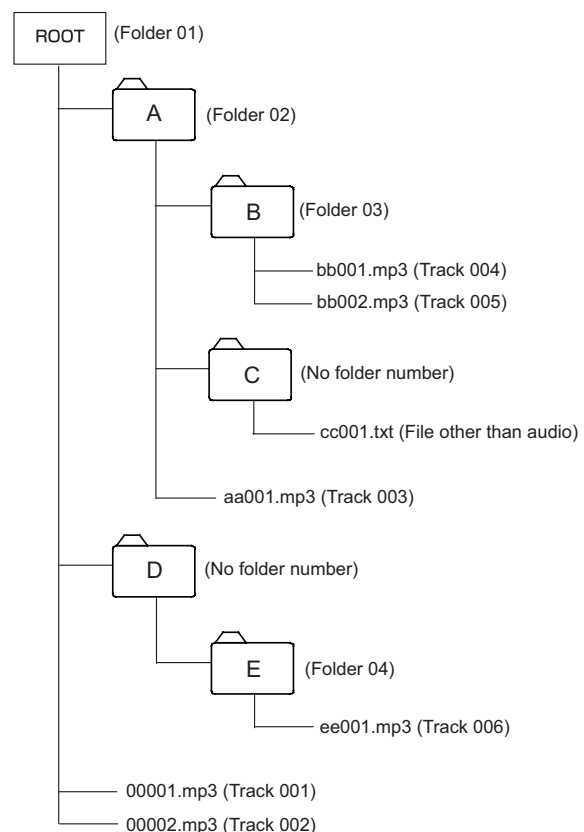 ROOT (Folder 01)
A (Folder 02)
B (Folder 03)
bb001.mp3 (Track 004)
bb002.mp3 (Track 005)
C (No folder number)
cc001.txt (File other than audio)
aa001.mp3 (Track 003)
D (No folder number)
E (Folder 04)
ee001.mp3 (Track 006)
00001.mp3 (Track 001)
00002.mp3 (Track 002)